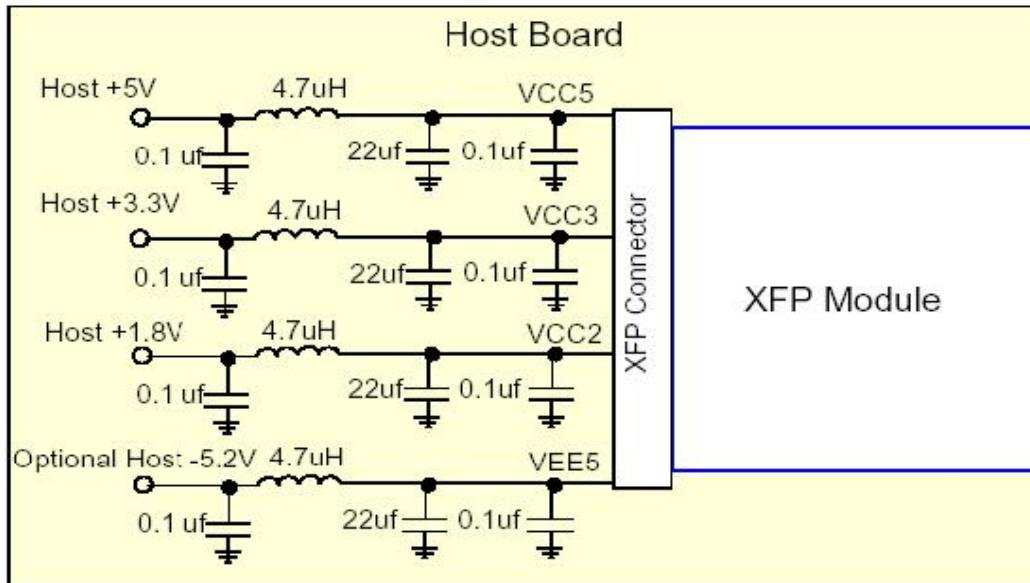 Host Board
Host +5V
4.7uH
VCC5
0.1 uf
22uf
0.1uf
Host +3.3V
4.7uH
VCC3
0.1 uf
22uf
0.1uf
Host +1.8V
4.7uH
VCC2
0.1 uf
22uf
0.1uf
Optional Host -5.2V
4.7uH
VEE5
0.1 uf
22uf
0.1uf
XFP Connector
XFP Module